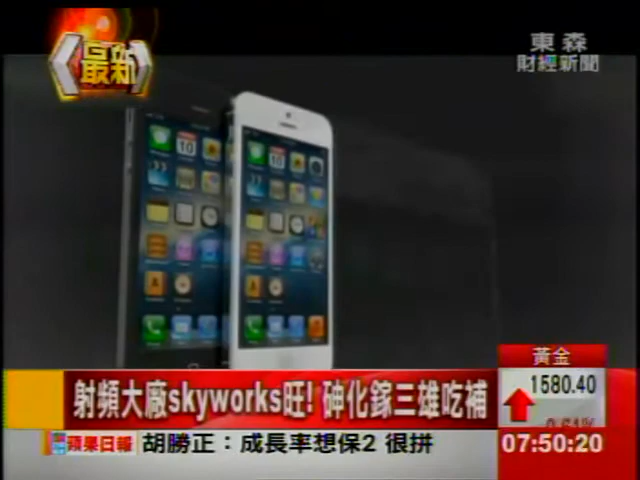 最新
東森
財經新聞
射頻大廠skyworks旺! 砷化鎵三雄吃補
黃金
1580.40
蘋果日報 胡勝正：成長率想保2 很拼
07:50:20